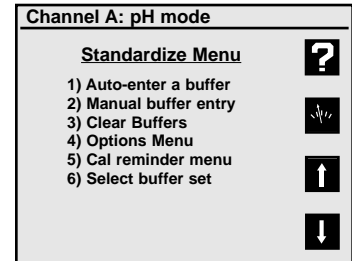 Channel A: pH mode
Standardize Menu
?
1) Auto-enter a buffer
2) Manual buffer entry
3) Clear Buffers
4) Options Menu
5) Cal reminder menu
6) Select buffer set